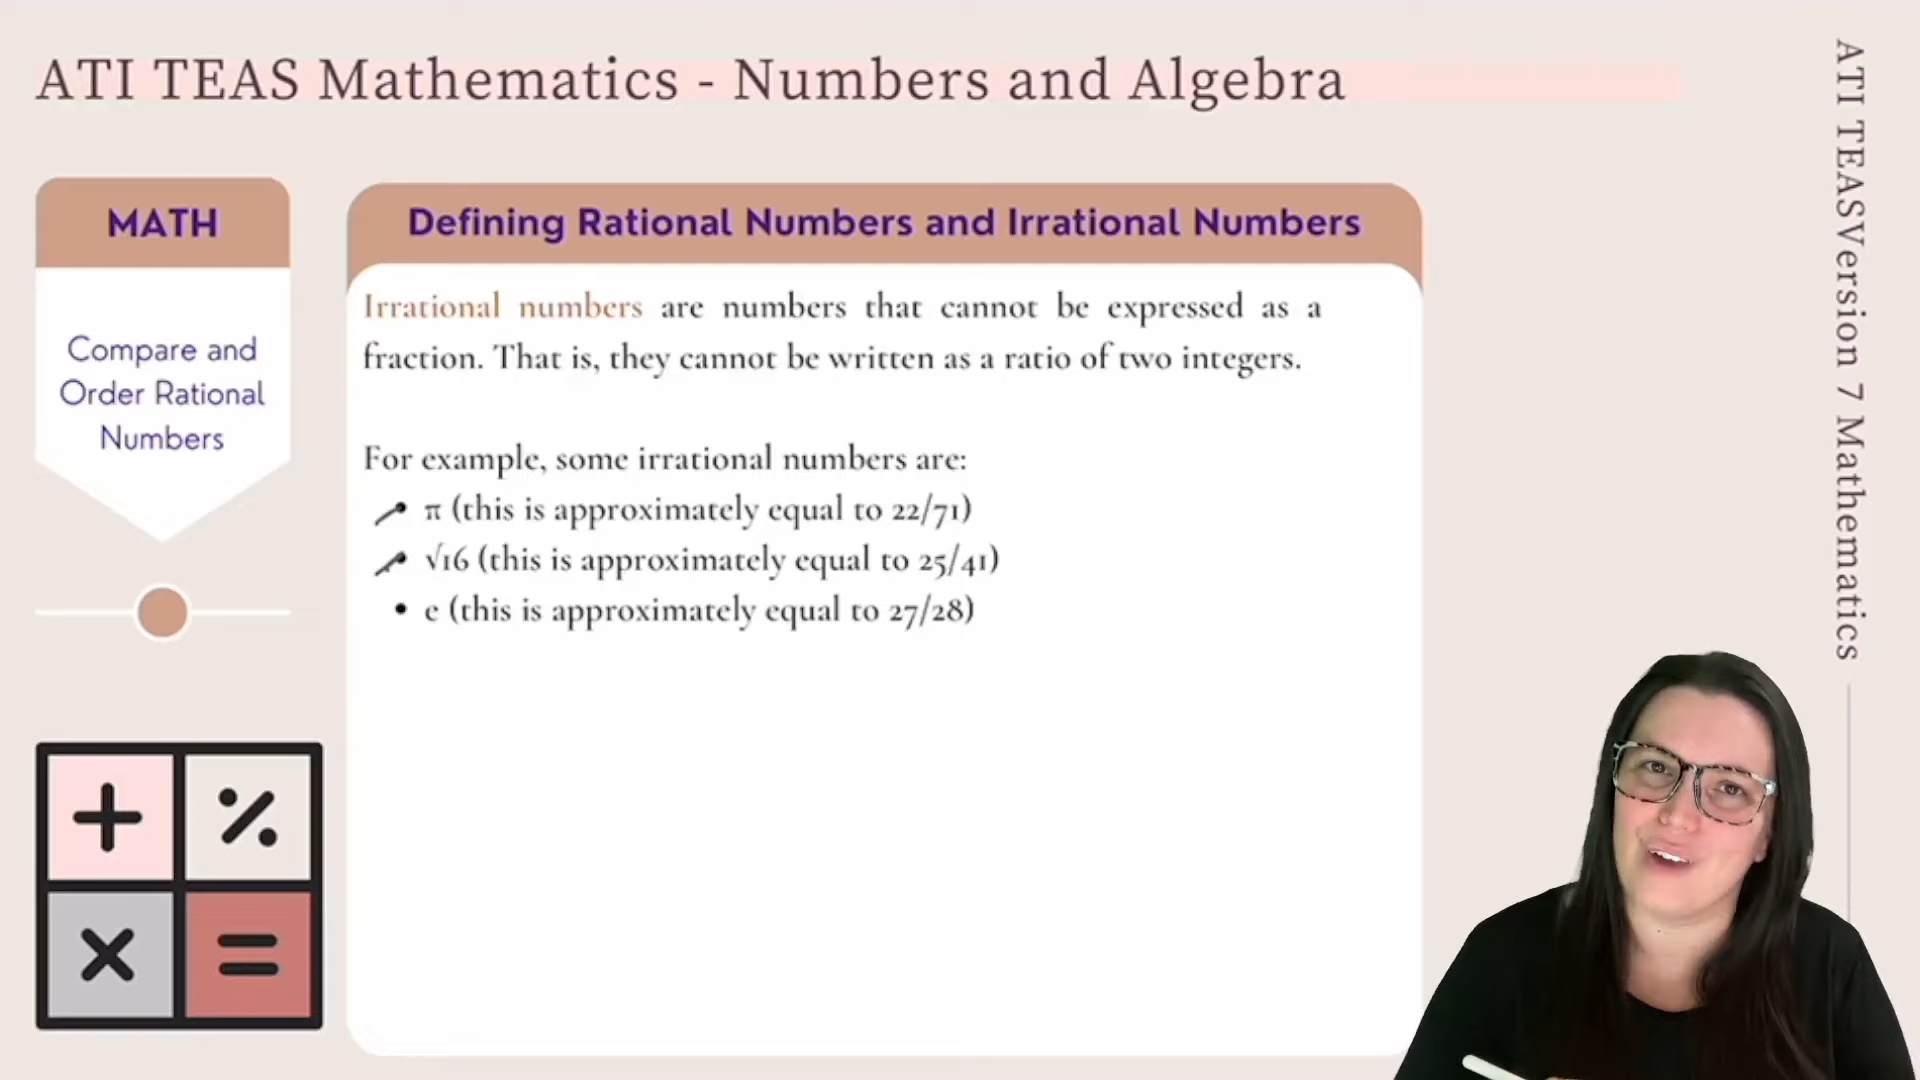 ATI TEAS Mathematics - Numbers and Algebra
MATH
Compare and
Order Rational
Numbers
Defining Rational Numbers and Irrational Numbers
Irrational numbers are numbers that cannot be expressed as a
fraction. That is, they cannot be written as a ratio of two integers.
For example, some irrational numbers are:
π (this is approximately equal to 22/71)
√16 (this is approximately equal to 25/41)
• e (this is approximately equal to 27/28)
ATI TEASVersion 7 Mathematics